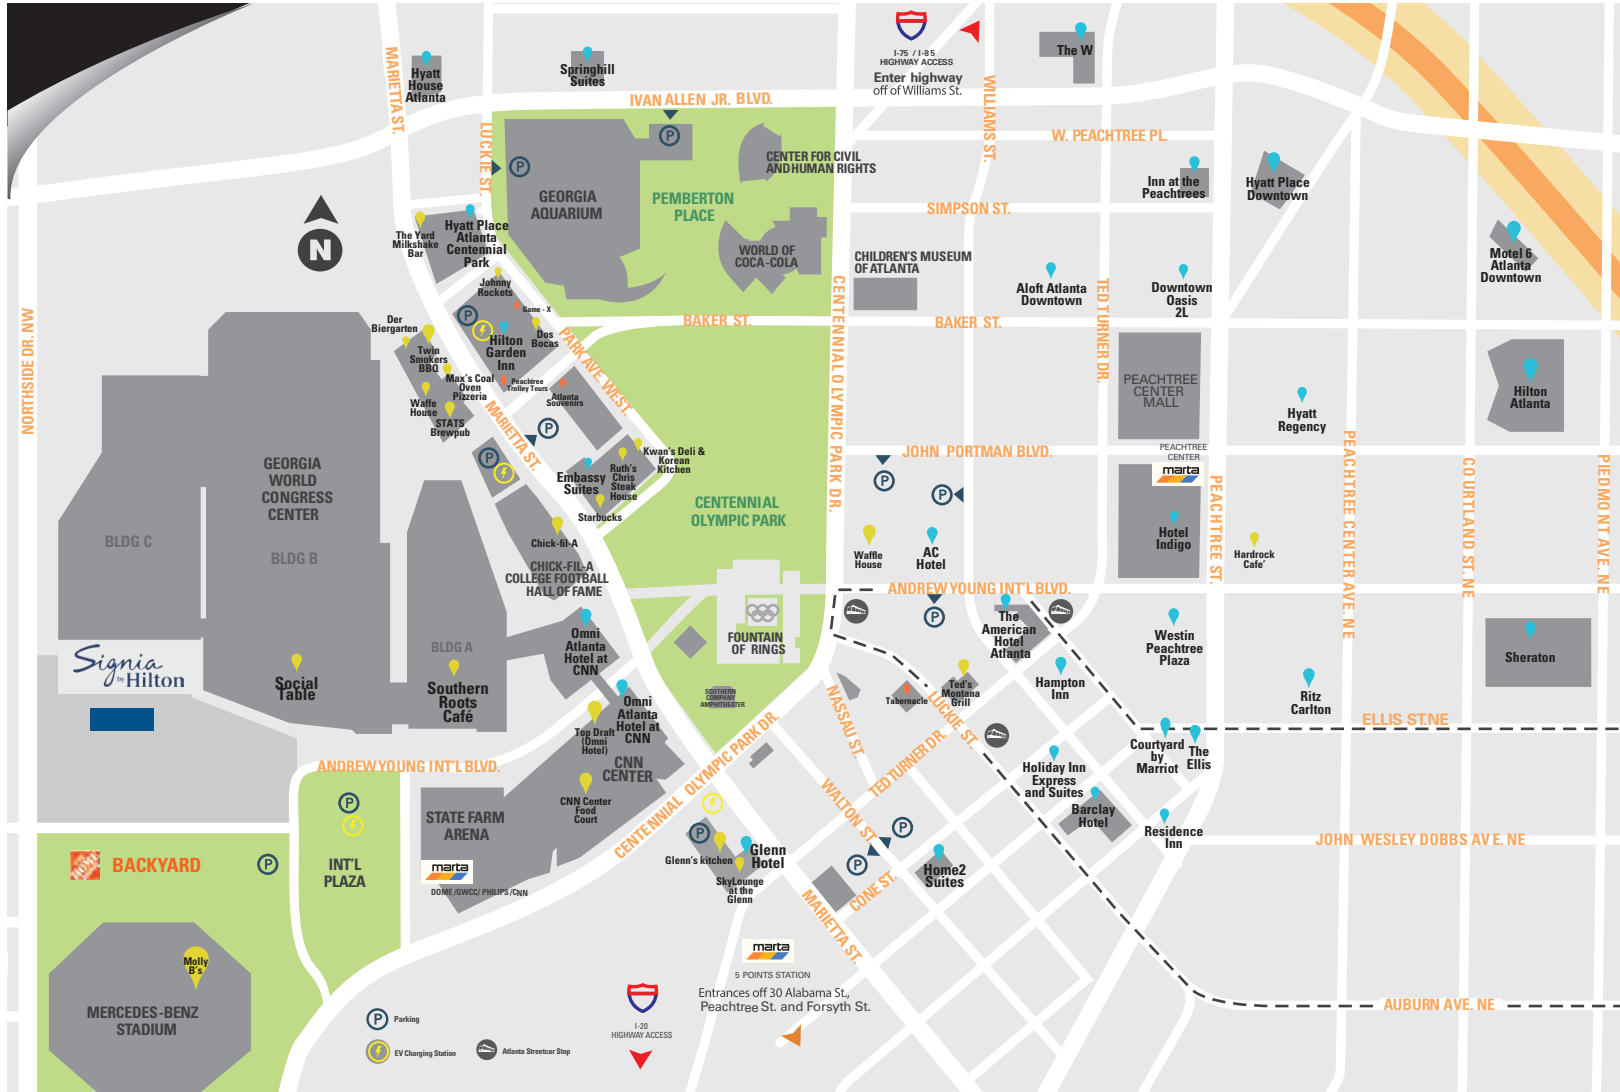 MARIETTA ST.
Hyatt
House
Atlanta
Springhill
Suites
I-75 / I-85
HIGHWAY ACCESS
Enter highway
off of Williams St.
The W
IVAN ALLEN JR. BLVD.
WILLIAMS ST.
W. PEACHTREE PL.
LUCKIE ST.
P
P
CENTER FOR CIVIL
AND HUMAN RIGHTS
GEORGIA
AQUARIUM
PEMBERTON
PLACE
Inn at the
Peachtrees
Hyatt Place
Downtown
SIMPSON ST.
N
The Yard
Milkshake
Bar
Hyatt Place
Atlanta
Centennial
Park
WORLD OF
COCA-COLA
CHILDREN'S MUSEUM
OF ATLANTA
Aloft Atlanta
Downtown
TED TURNER DR.
Downtown
Oasis
2L
Motel 6
Atlanta
Downtown
Johnny
Rockets
Game - X
P
Der
Biergarten
Twin
Smokers
BBQ
Hilton
Garden
Inn
Dos
Bocas
BAKER ST.
BAKER ST.
CENTENNIAL OLYMPIC PARK DR.
PARK AVE. WEST.
NORTHSIDE DR. NW
Max's Coal
Oven
Pizzeria
Peachtree
Trolley Tours
Atlanta
Souvenirs
Waffe
House
STATS
Brewpub
MARIETTA ST.
P
PEACHTREE
CENTER
MALL
Hyatt
Regency
Hilton
Atlanta
P
Embassy
Suites
Ruth's
Chris
Steak
House
Kwan's Deli &
Korean
Kitchen
Starbucks
JOHN PORTMAN BLVD.
P
P
PEACHTREE
CENTER
marta
PEACHTREE ST.
PEACHTREE CENTER AVE. NE
COURTLAND ST. NE
PIEDMONT AVE. NE
GEORGIA
WORLD
CONGRESS
CENTER
BLDG C
BLDG B
BLDG A
CENTENNIAL
OLYMPIC PARK
Chick-fil-A
CHICK-FIL-A
COLLEGE FOOTBALL
HALL OF FAME
Waffle
House
AC
Hotel
Hotel
Indigo
Hardrock
Cafe'
ANDREW YOUNG INT'L BLVD.
P
FOUNTAIN
OF RINGS
The
American
Hotel
Atlanta
Westin
Peachtree
Plaza
Sheraton
Signia
by Hilton
Social
Table
Southern
Roots
Café
Omni
Atlanta
Hotel at
CNN
Omni
Atlanta
Hotel at
CNN
Top Draft
(Omni
Hotel)
SOUTHERN
COMPANY
AMPHITHEATER
NASSAU ST.
Tabernacle
Ted's
Montana
Grill
LUCKIE ST.
Hampton
Inn
Ritz
Carlton
ELLIS ST.NE
CENTENNIAL OLYMPIC PARK DR.
TED TURNER DR.
Courtyard
by
Marriot
The
Ellis
Holiday Inn
Express
and Suites
ANDREW YOUNG INT'L BLVD.
CNN
CENTER
CNN Center
Food
Court
P
STATE FARM
ARENA
WALTON ST.
Barclay
Hotel
Residence
Inn
JOHN WESLEY DOBBS AVE. NE
P
P
P
Glenn's kitchen
Glenn
Hotel
SkyLounge
at the
Glenn
Home2
Suites
CONE ST.
MARIETTA ST.
BACKYARD
P
INT'L
PLAZA
marta
DOME /GWCC/ PHILIPS /CNN
Molly
B's
MERCEDES-BENZ
STADIUM
marta
5 POINTS STATION
Entrances off 30 Alabama St.,
Peachtree St. and Forsyth St.
I-20
HIGHWAY ACCESS
AUBURN AVE. NE
P Parking
EV Charging Station
Atlanta Streetcar Stop